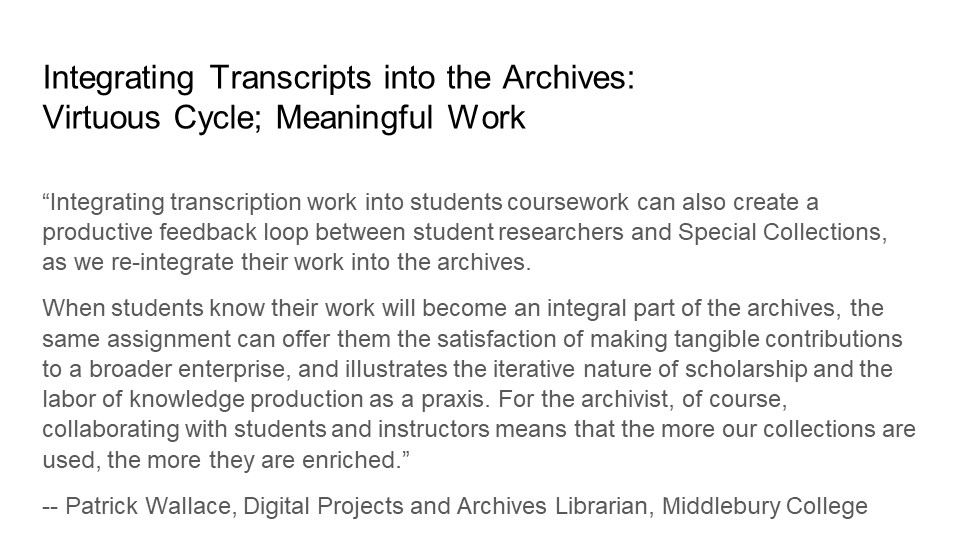 Integrating Transcripts into the Archives:
Virtuous Cycle; Meaningful Work
“Integrating transcription work into students coursework can also create a
productive feedback loop between student researchers and Special Collections,
as we re-integrate their work into the archives.
When students know their work will become an integral part of the archives, the
same assignment can offer them the satisfaction of making tangible contributions
to a broader enterprise, and illustrates the iterative nature of scholarship and the
labor of knowledge production as a praxis. For the archivist, of course,
collaborating with students and instructors means that the more our collections are
used, the more they are enriched.”
-- Patrick Wallace, Digital Projects and Archives Librarian, Middlebury College